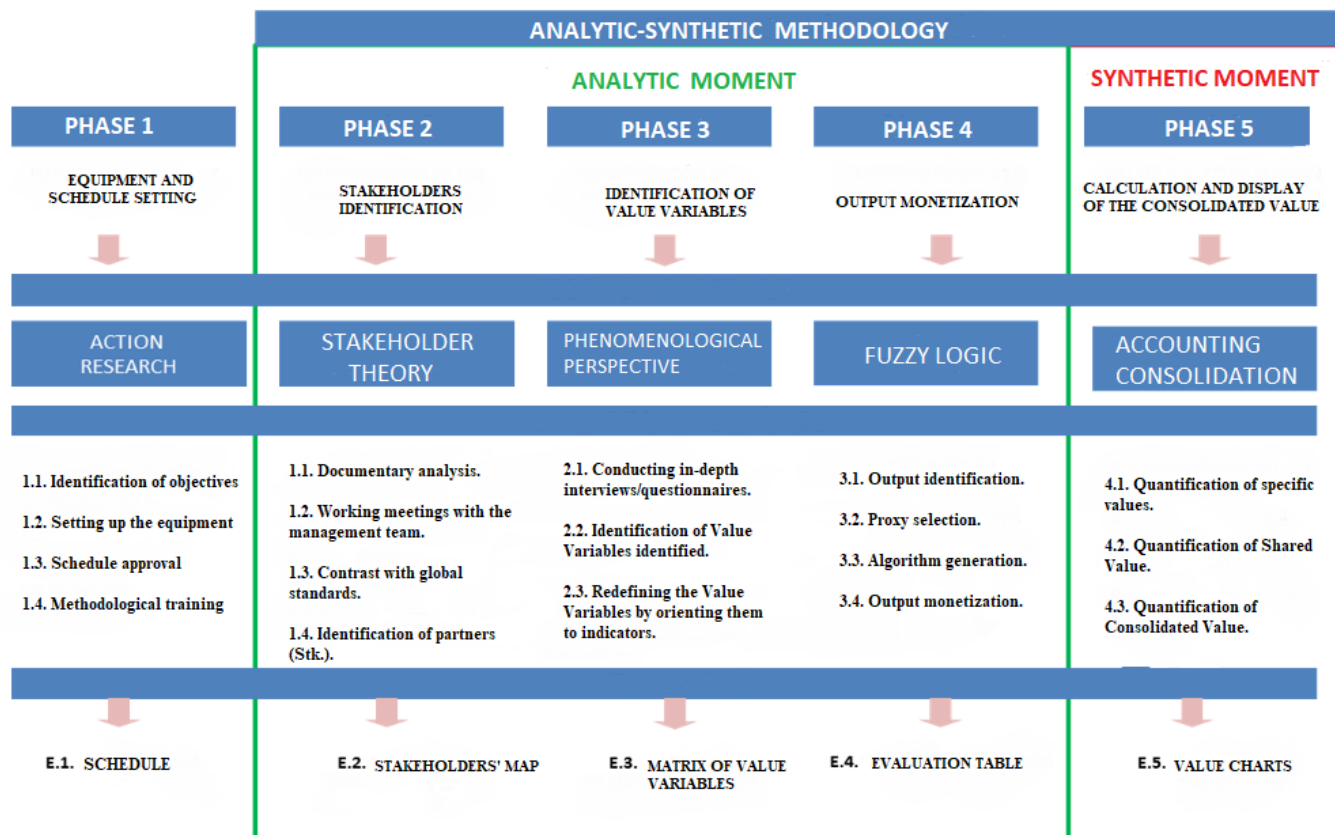 ANALYTIC-SYNTHETIC METHODOLOGY
ANALYTIC MOMENT
SYNTHETIC MOMENT
PHASE 1
PHASE 2
PHASE 3
PHASE 4
PHASE 5
EQUIPMENT AND
SCHEDULE SETTING
STAKEHOLDERS
IDENTIFICATION
IDENTIFICATION OF
VALUE VARIABLES
OUTPUT MONETIZATION
CALCULATION AND DISPLAY
OF THE CONSOLIDATED VALUE
ACTION
RESEARCH
STAKEHOLDER
THEORY
PHENOMENOLOGICAL
PERSPECTIVE
FUZZY LOGIC
ACCOUNTING
CONSOLIDATION
1.1. Identification of objectives
1.2. Setting up the equipment
1.3. Schedule approval
1.4. Methodological training
1.1. Documentary analysis.
1.2. Working meetings with the
management team.
1.3. Contrast with global
standards.
1.4. Identification of partners
(Stk.).
2.1. Conducting in-depth
interviews/questionnaires.
2.2. Identification of Value
Variables identified.
2.3. Redefining the Value
Variables by orienting them
to indicators.
3.1. Output identification.
3.2. Proxy selection.
3.3. Algorithm generation.
3.4. Output monetization.
4.1. Quantification of specific
values.
4.2. Quantification of Shared
Value.
4.3. Quantification of
Consolidated Value.
E.1. SCHEDULE
E.2. STAKEHOLDERS' MAP
E.3. MATRIX OF VALUE
VARIABLES
E.4. EVALUATION TABLE
E.5. VALUE CHARTS